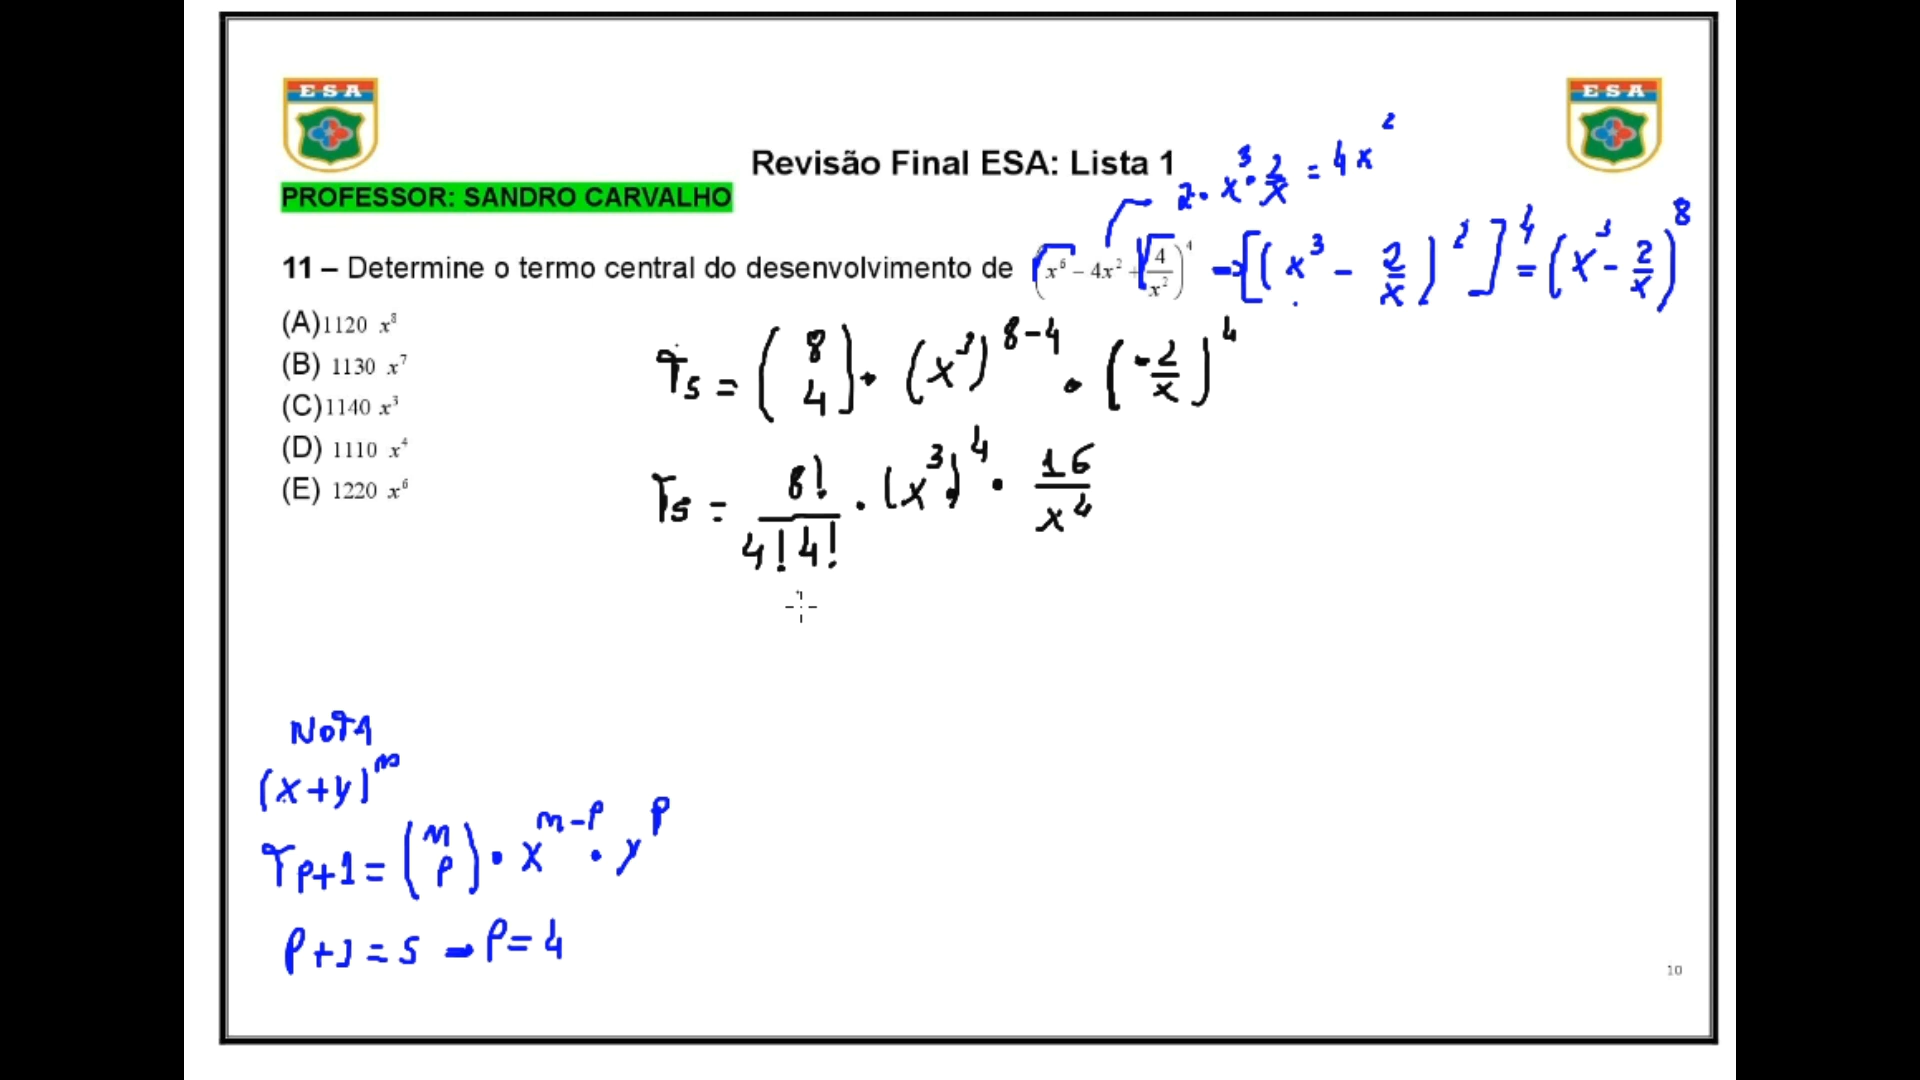 ESA
ESA
Revisão Final ESA: Lista 1
PROFESSOR: SANDRO CARVALHO
2 · x³ · 2/x = 4x²
11 – Determine o termo central do desenvolvimento de (x⁶ – 4x² + 4/x²)⁴ → [(x³ – 2/x)²]⁴ = (x³ – 2/x)⁸
(A) 1120 x⁸
(B) 1130 x⁷
(C) 1140 x³
(D) 1110 x⁴
(E) 1220 x⁶
T5 = (8 4) · (x³)⁸⁻⁴ · (-2/x)⁴
T5 = 8!/4!4! · (x³)⁴ · 16/x⁴
NOTA
(x+y)ⁿ
Tp+1 = (n p) · xⁿ⁻ᵖ · yᵖ
p+1 = 5 → p = 4
10